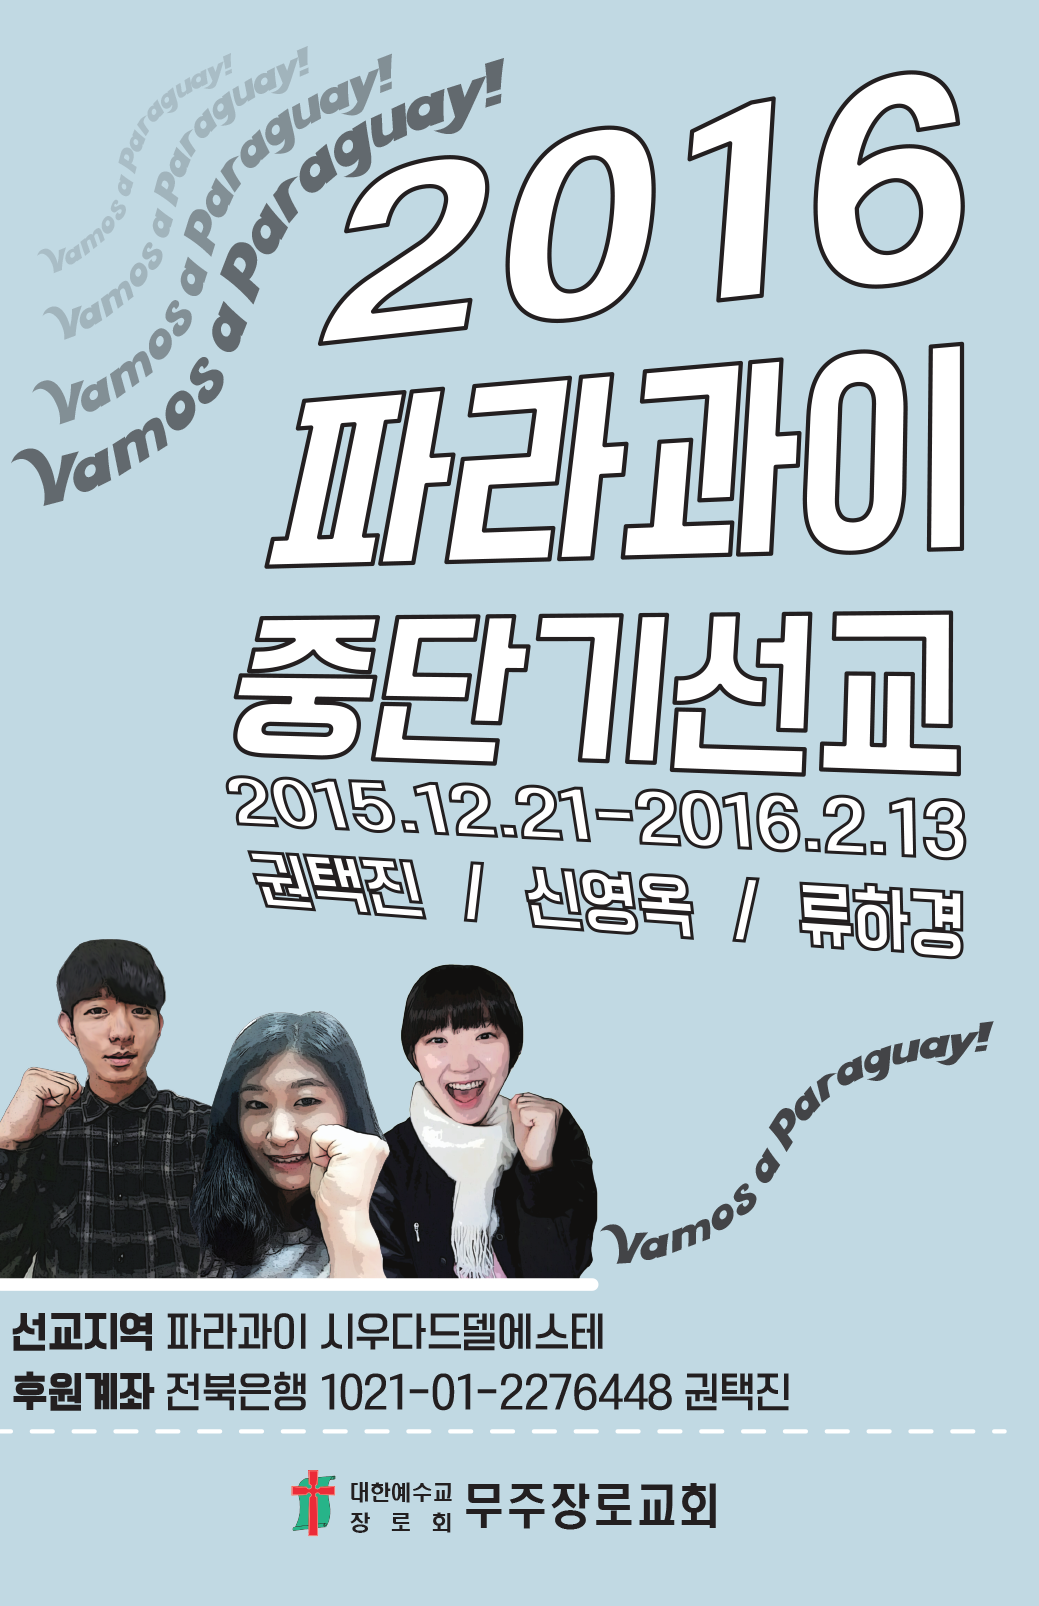 Vamos a Paraguay!
Vamos a Paraguay!
Vamos a Paraguay!
Vamos a Paraguay!
2016
파라과이
중단기선교
2015.12.21-2016.2.13
권택진 / 신영옥 / 류하경
Vamos a Paraguay!
선교지역 파라과이 시우다드델에스테
후원계좌 전북은행 1021-01-2276448 권택진
대한예수교
장로회
무주장로교회